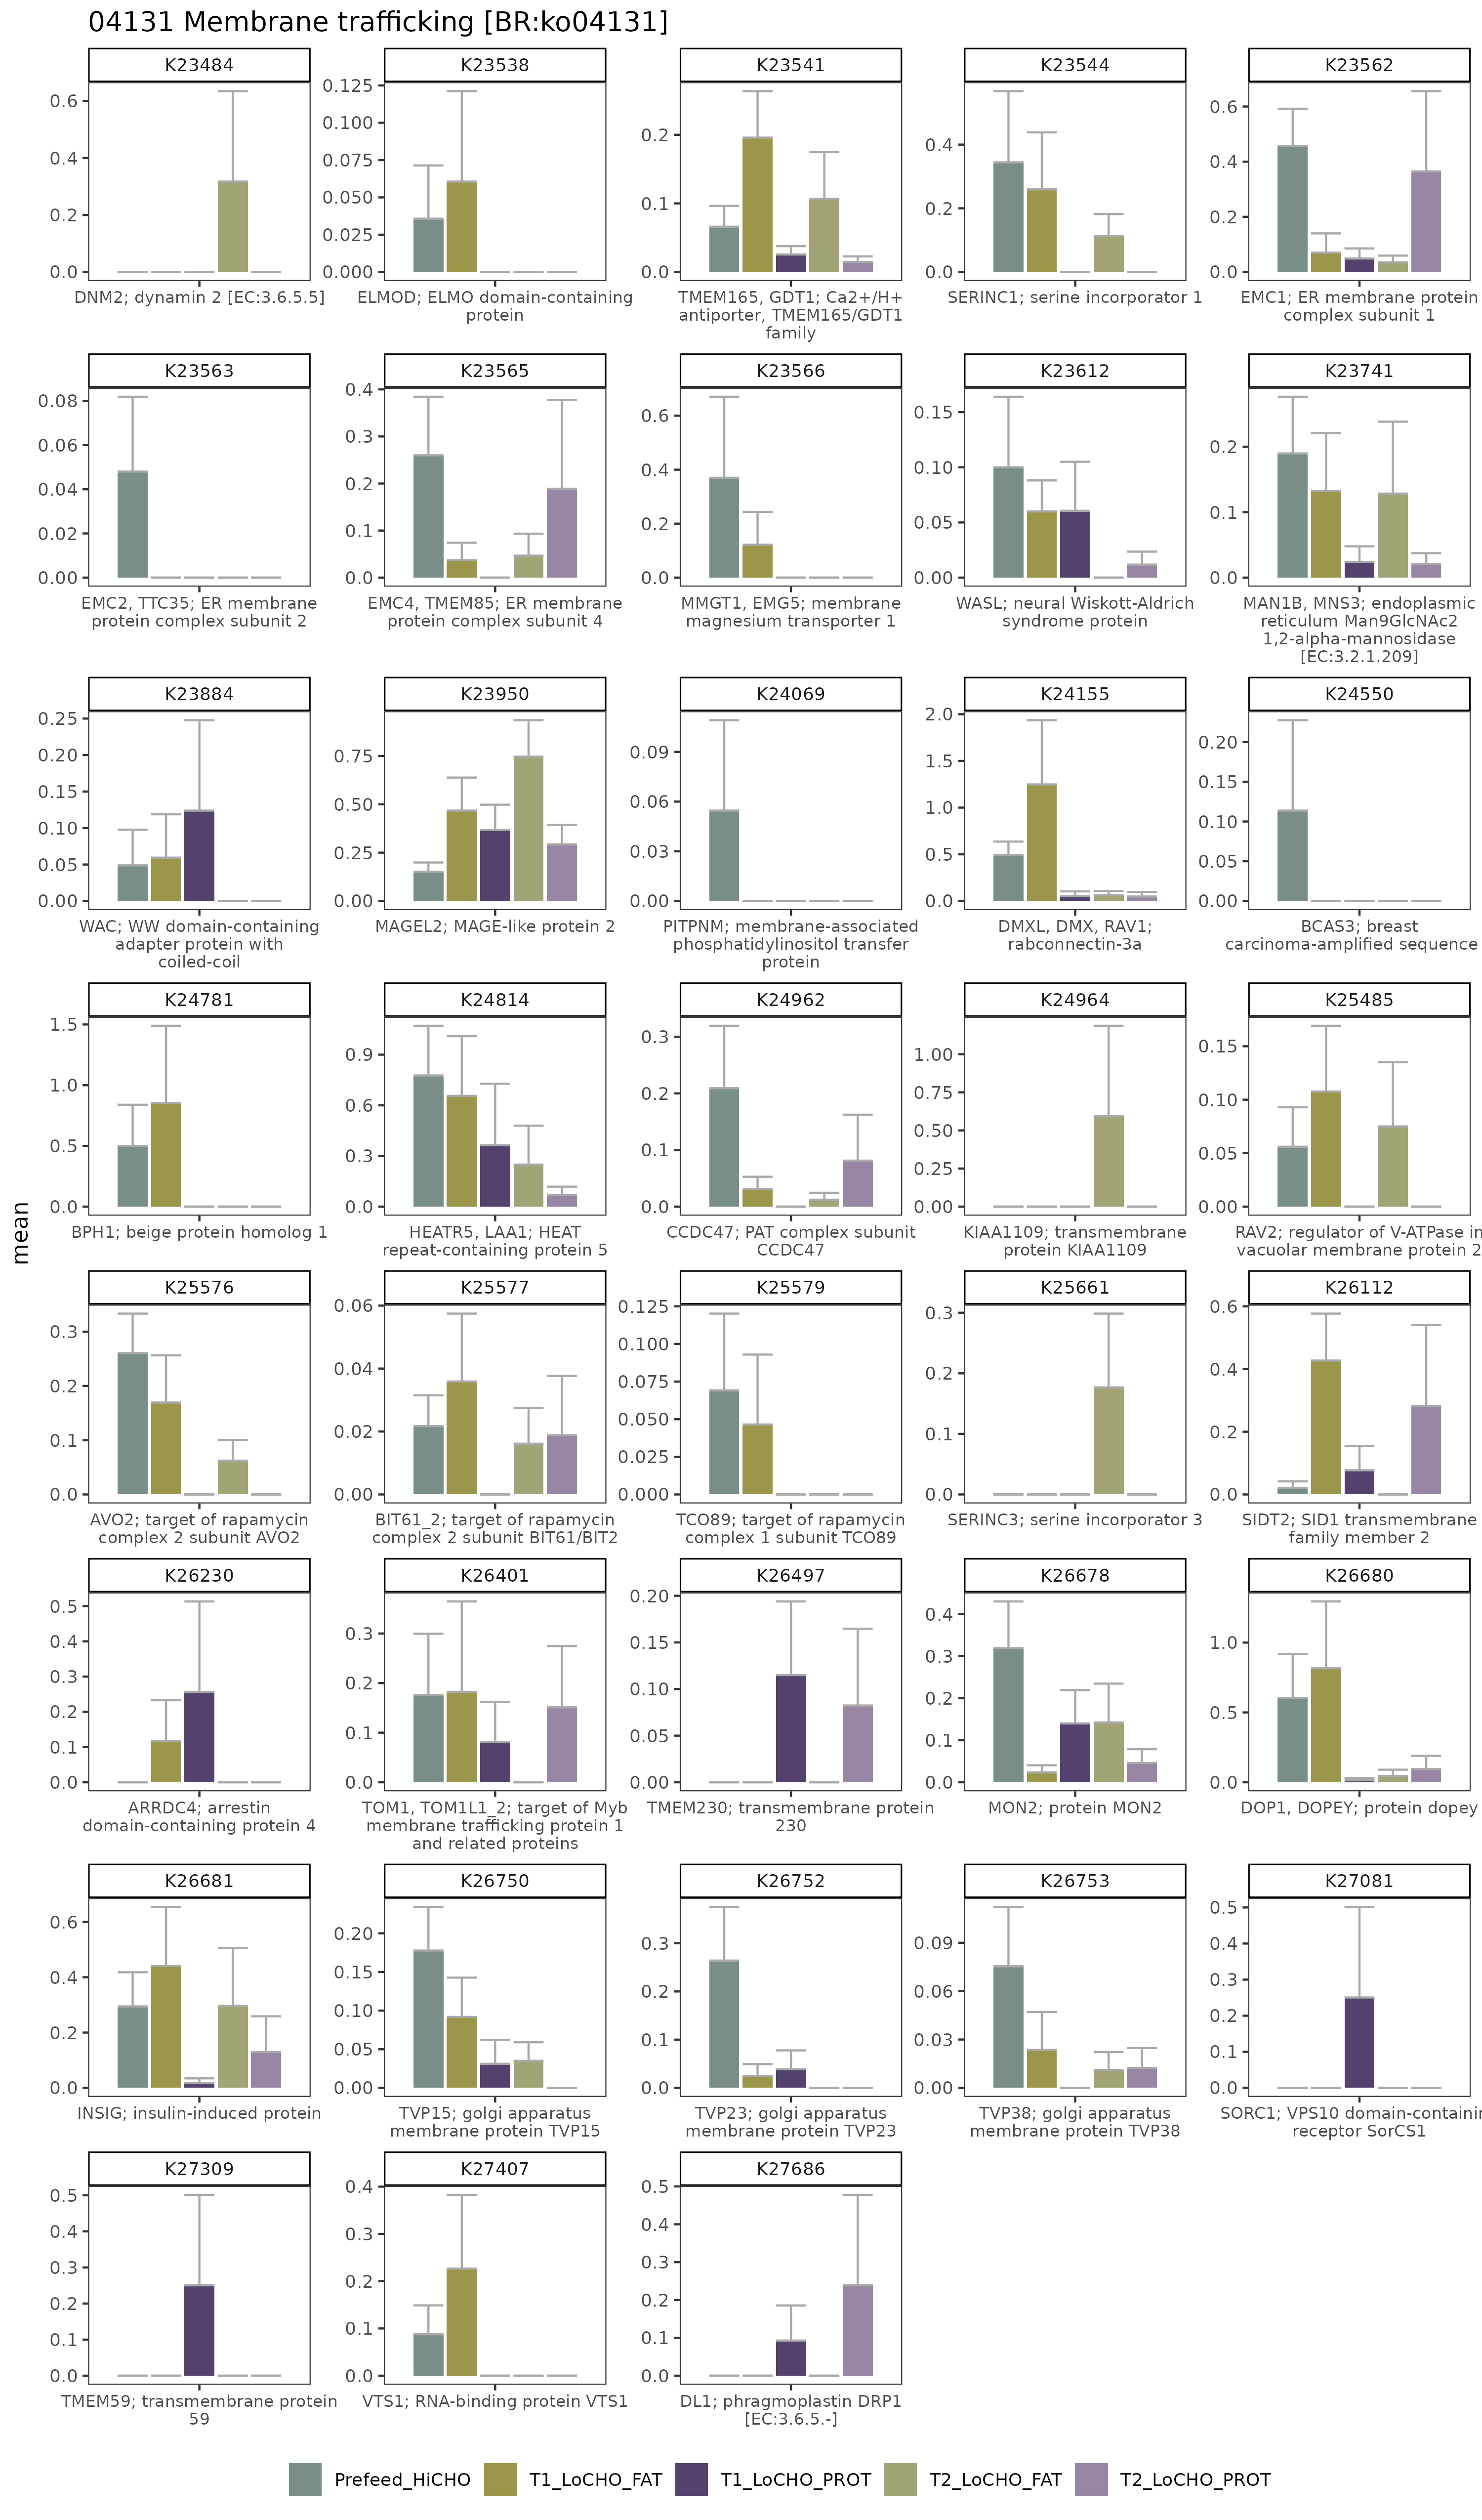 04131 Membrane trafficking [BR:ko04131]
mean
K23484
0.6
0.4
0.2
0.0
DNM2; dynamin 2 [EC:3.6.5.5]
K23538
0.125
0.100
0.075
0.050
0.025
0.000
ELMOD; ELMO domain-containing
protein
K23541
0.2
0.1
0.0
TMEM165, GDT1; Ca2+/H+
antiporter, TMEM165/GDT1
family
K23544
0.4
0.2
0.0
SERINC1; serine incorporator 1
K23562
0.6
0.4
0.2
0.0
EMC1; ER membrane protein
complex subunit 1
K23563
0.08
0.06
0.04
0.02
0.00
EMC2, TTC35; ER membrane
protein complex subunit 2
K23565
0.4
0.3
0.2
0.1
0.0
EMC4, TMEM85; ER membrane
protein complex subunit 4
K23566
0.6
0.4
0.2
0.0
MMGT1, EMG5; membrane
magnesium transporter 1
K23612
0.15
0.10
0.05
0.00
WASL; neural Wiskott-Aldrich
syndrome protein
K23741
0.2
0.1
0.0
MAN1B, MNS3; endoplasmic
reticulum Man9GlcNAc2
1,2-alpha-mannosidase
[EC:3.2.1.209]
K23884
0.25
0.20
0.15
0.10
0.05
0.00
WAC; WW domain-containing
adapter protein with
coiled-coil
K23950
0.75
0.50
0.25
0.00
MAGEL2; MAGE-like protein 2
K24069
0.09
0.06
0.03
0.00
PITPNM; membrane-associated
phosphatidylinositol transfer
protein
K24155
2.0
1.5
1.0
0.5
0.0
DMXL, DMX, RAV1;
rabconnectin-3a
K24550
0.20
0.15
0.10
0.05
0.00
BCAS3; breast
carcinoma-amplified sequence
K24781
1.5
1.0
0.5
0.0
BPH1; beige protein homolog 1
K24814
0.9
0.6
0.3
0.0
HEATR5, LAA1; HEAT
repeat-containing protein 5
K24962
0.3
0.2
0.1
0.0
CCDC47; PAT complex subunit
CCDC47
K24964
1.00
0.75
0.50
0.25
0.00
KIAA1109; transmembrane
protein KIAA1109
K25485
0.15
0.10
0.05
0.00
RAV2; regulator of V-ATPase in
vacuolar membrane protein 2
K25576
0.3
0.2
0.1
0.0
AVO2; target of rapamycin
complex 2 subunit AVO2
K25577
0.06
0.04
0.02
0.00
BIT61_2; target of rapamycin
complex 2 subunit BIT61/BIT2
K25579
0.125
0.100
0.075
0.050
0.025
0.000
TCO89; target of rapamycin
complex 1 subunit TCO89
K25661
0.3
0.2
0.1
0.0
SERINC3; serine incorporator 3
K26112
0.6
0.4
0.2
0.0
SIDT2; SID1 transmembrane
family member 2
K26230
0.5
0.4
0.3
0.2
0.1
0.0
ARRDC4; arrestin
domain-containing protein 4
K26401
0.3
0.2
0.1
0.0
TOM1, TOM1L1_2; target of Myb
membrane trafficking protein 1
and related proteins
K26497
0.20
0.15
0.10
0.05
0.00
TMEM230; transmembrane protein
230
K26678
0.4
0.3
0.2
0.1
0.0
MON2; protein MON2
K26680
1.0
0.5
0.0
DOP1, DOPEY; protein dopey
K26681
0.6
0.4
0.2
0.0
INSIG; insulin-induced protein
K26750
0.20
0.15
0.10
0.05
0.00
TVP15; golgi apparatus
membrane protein TVP15
K26752
0.3
0.2
0.1
0.0
TVP23; golgi apparatus
membrane protein TVP23
K26753
0.09
0.06
0.03
0.00
TVP38; golgi apparatus
membrane protein TVP38
K27081
0.5
0.4
0.3
0.2
0.1
0.0
SORC1; VPS10 domain-containin
receptor SorCS1
K27309
0.5
0.4
0.3
0.2
0.1
0.0
TMEM59; transmembrane protein
59
K27407
0.4
0.3
0.2
0.1
0.0
VTS1; RNA-binding protein VTS1
K27686
0.5
0.4
0.3
0.2
0.1
0.0
DL1; phragmoplastin DRP1
[EC:3.6.5.-]
Prefeed_HiCHO
T1_LoCHO_FAT
T1_LoCHO_PROT
T2_LoCHO_FAT
T2_LoCHO_PROT